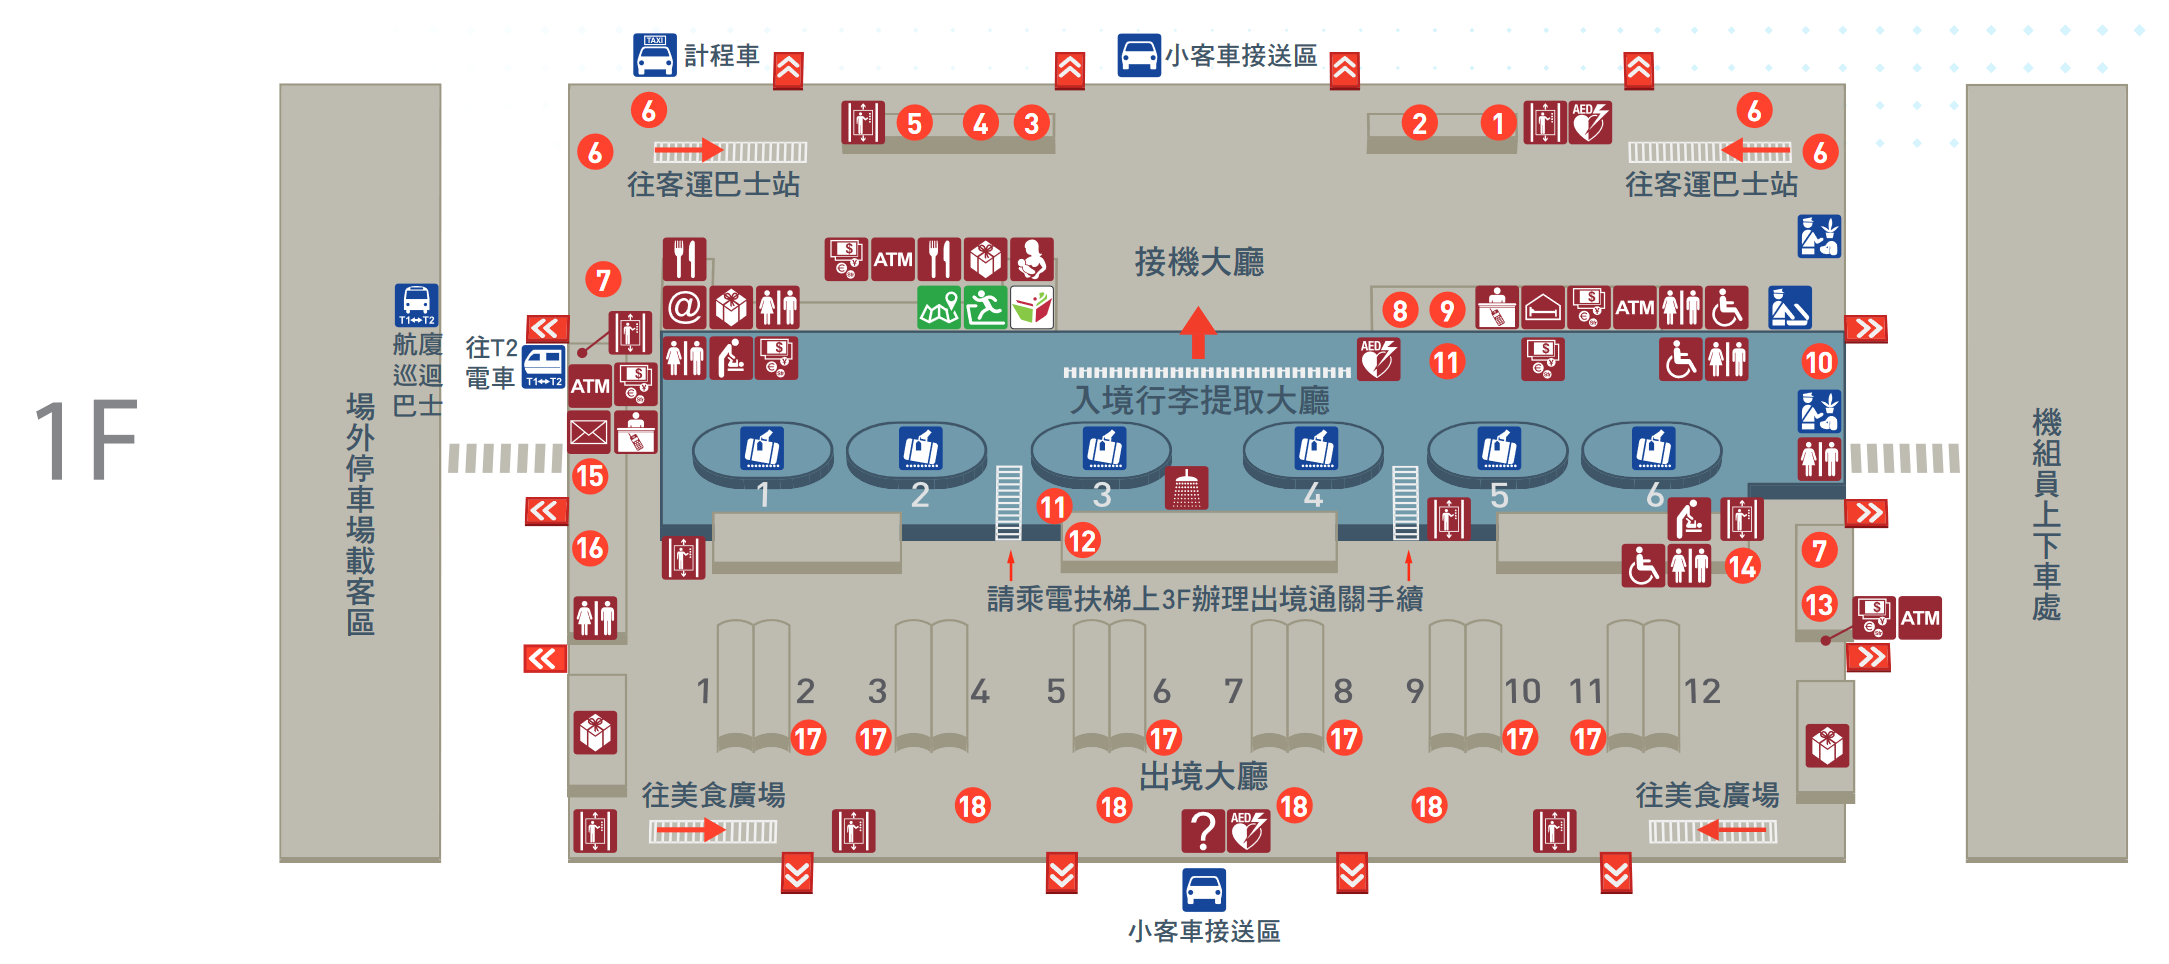 1F
TAXI
計程車
小客車接送區
6
6
5
4
3
2
1
AED
6
6
往客運巴士站
往客運巴士站
接機大廳
$
ATM
7
@
8
9
$
ATM
T1↔T2
航廈
巡迴
巴士
往T2
電車
T1↔T2
ATM
$
$
AED
11
$
10
入境行李提取大廳
場外停車場載客區
機組員上下車處
1
2
3
4
5
6
15
16
11
12
14
7
13
$
ATM
請乘電扶梯上3F辦理出境通關手續
1
2
3
4
5
6
7
8
9
10
11
12
17
17
17
17
17
17
出境大廳
往美食廣場
往美食廣場
18
18
18
18
?
AED
小客車接送區